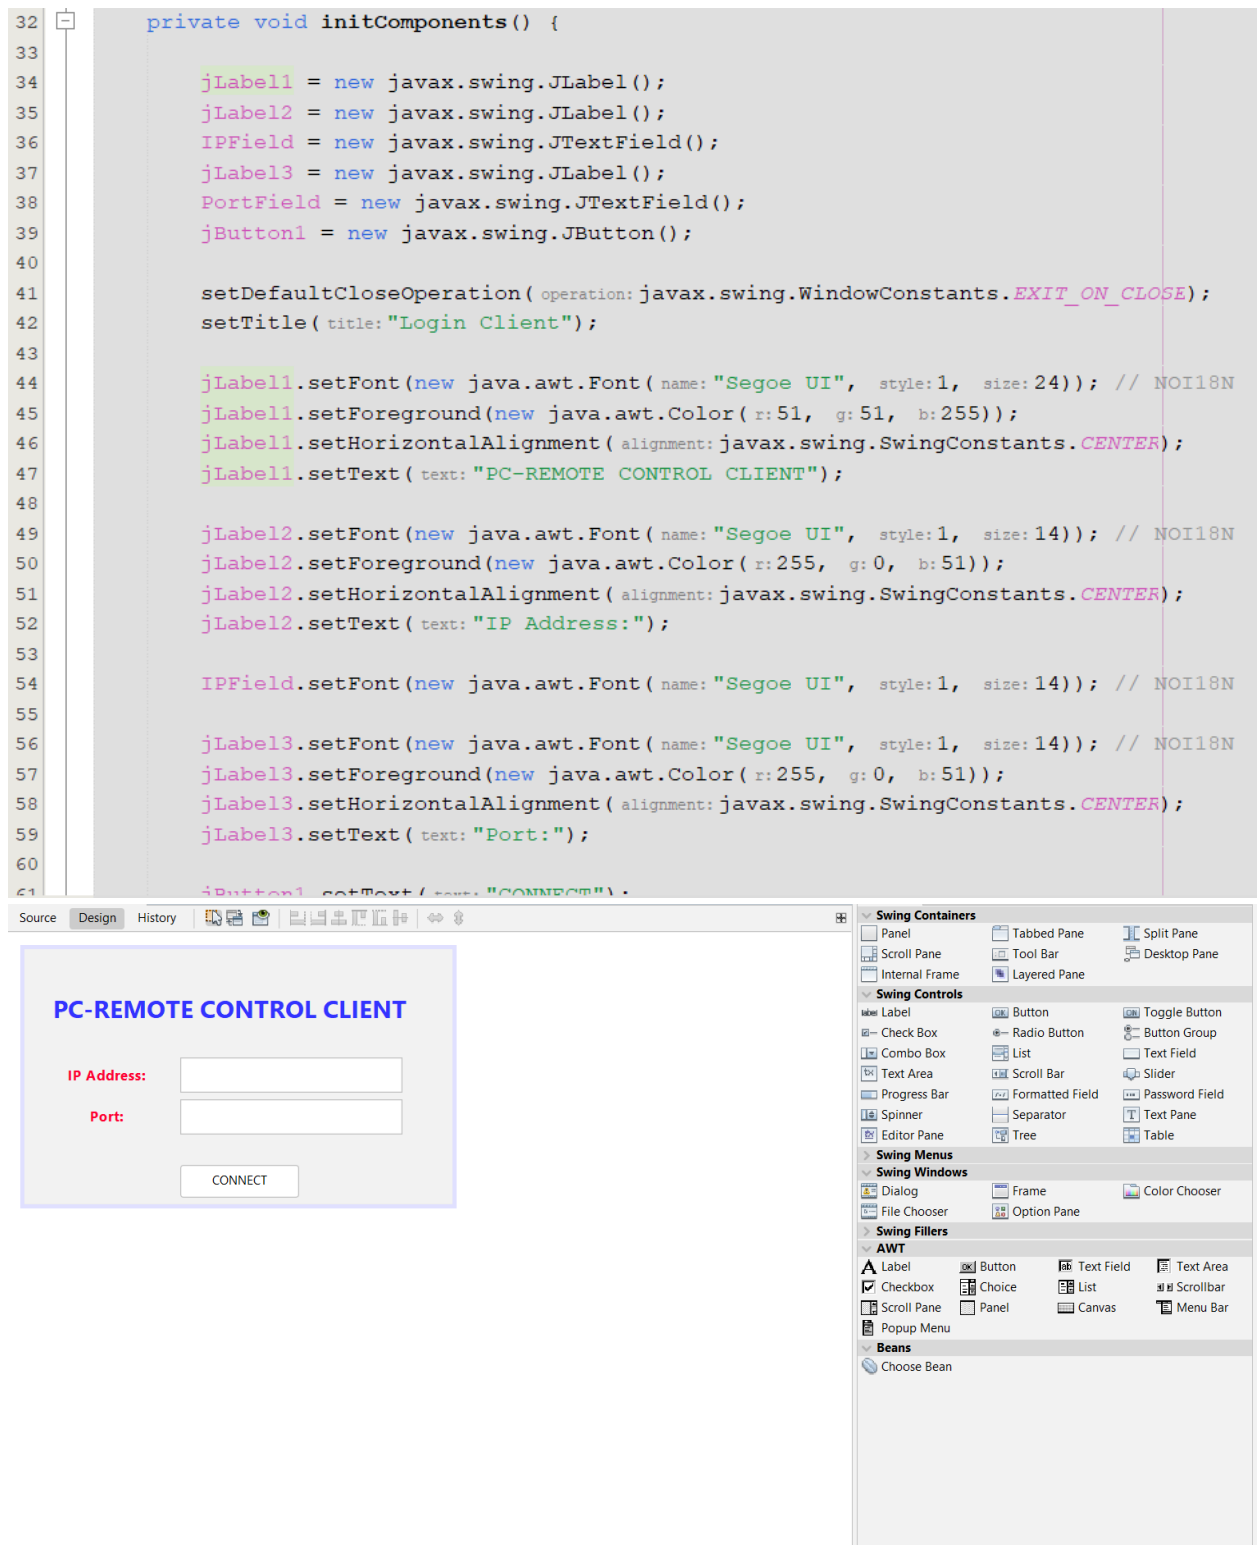 32 private void initComponents() {
33
34 jLabel1 = new javax.swing.JLabel();
35 jLabel2 = new javax.swing.JLabel();
36 IPField = new javax.swing.JTextField();
37 jLabel3 = new javax.swing.JLabel();
38 PortField = new javax.swing.JTextField();
39 jButton1 = new javax.swing.JButton();
40
41 setDefaultCloseOperation( operation: javax.swing.WindowConstants.EXIT_ON_CLOSE);
42 setTitle( title: "Login Client");
43
44 jLabel1.setFont(new java.awt.Font( name: "Segoe UI", style: 1, size: 24)); // NOI18N
45 jLabel1.setForeground(new java.awt.Color( r: 51, g: 51, b: 255));
46 jLabel1.setHorizontalAlignment( alignment: javax.swing.SwingConstants.CENTER);
47 jLabel1.setText( text: "PC-REMOTE CONTROL CLIENT");
48
49 jLabel2.setFont(new java.awt.Font( name: "Segoe UI", style: 1, size: 14)); // NOI18N
50 jLabel2.setForeground(new java.awt.Color( r: 255, g: 0, b: 51));
51 jLabel2.setHorizontalAlignment( alignment: javax.swing.SwingConstants.CENTER);
52 jLabel2.setText( text: "IP Address:");
53
54 IPField.setFont(new java.awt.Font( name: "Segoe UI", style: 1, size: 14)); // NOI18N
55
56 jLabel3.setFont(new java.awt.Font( name: "Segoe UI", style: 1, size: 14)); // NOI18N
57 jLabel3.setForeground(new java.awt.Color( r: 255, g: 0, b: 51));
58 jLabel3.setHorizontalAlignment( alignment: javax.swing.SwingConstants.CENTER);
59 jLabel3.setText( text: "Port:");
60
61 jButton1.setText( text: "CONNECT");
Source Design History
PC-REMOTE CONTROL CLIENT
IP Address:
Port:
CONNECT
Swing Containers
Panel Tabbed Pane Split Pane
Scroll Pane Tool Bar Desktop Pane
Internal Frame Layered Pane
Swing Controls
label Label OK Button ON Toggle Button
Check Box Radio Button Button Group
Combo Box List Text Field
Text Area Scroll Bar Slider
Progress Bar Formatted Field Password Field
Spinner Separator Text Pane
Editor Pane Tree Table
Swing Menus
Swing Windows
Dialog Frame Color Chooser
File Chooser Option Pane
Swing Fillers
AWT
A Label OK Button ab Text Field Text Area
Checkbox Choice List Scrollbar
Scroll Pane Panel Canvas Menu Bar
Popup Menu
Beans
Choose Bean